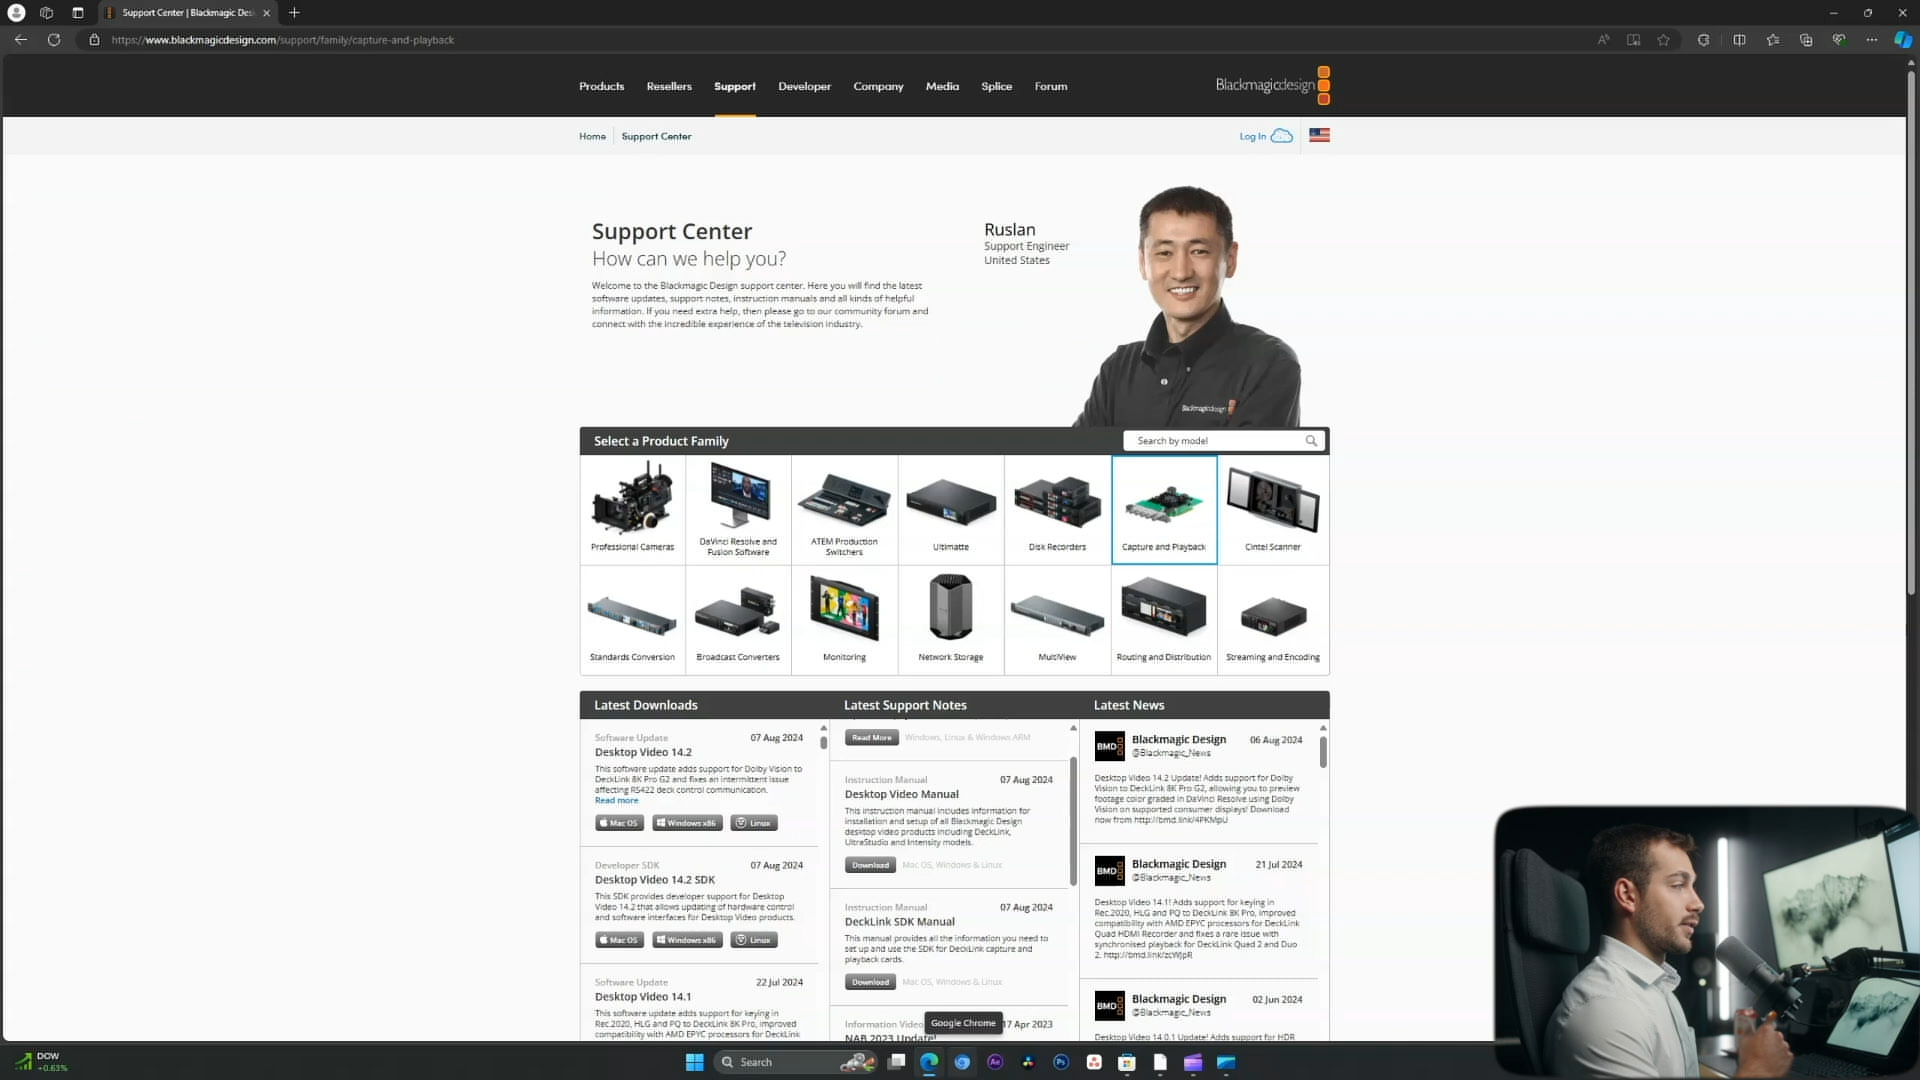 Support Center | Blackmagic Des
https://www.blackmagicdesign.com/support/family/capture-and-playback
Products
Resellers
Support
Developer
Company
Media
Splice
Forum
Blackmagicdesign
Home
Support Center
Log In
Support Center
How can we help you?
Welcome to the Blackmagic Design support center. Here you will find the latest
software updates, support notes, instruction manuals and all kinds of helpful
information. If you need extra help, then please go to our community forum and
connect with the incredible experience of the television industry.
Ruslan
Support Engineer
United States
Blackmagicdesign
Select a Product Family
Search by model
Professional Cameras
DaVinci Resolve and
Fusion Software
ATEM Production
Switchers
Ultimatte
Disk Recorders
Capture and Playback
Cintel Scanner
Standards Conversion
Broadcast Converters
Monitoring
Network Storage
MultiView
Routing and Distribution
Streaming and Encoding
Latest Downloads
Software Update
07 Aug 2024
Desktop Video 14.2
This software update adds support for Dolby Vision to
DeckLink 8K Pro G2 and fixes an intermittent issue
affecting RS422 deck control communication.
Read more
Mac OS
Windows x86
Linux
Developer SDK
07 Aug 2024
Desktop Video 14.2 SDK
This SDK provides developer support for Desktop
Video 14.2 that allows updating of hardware control
and software interfaces for Desktop Video products.
Mac OS
Windows x86
Linux
Software Update
22 Jul 2024
Desktop Video 14.1
This software update adds support for keying in
Rec.2020, HLG and PQ to DeckLink 8K Pro, improved
compatibility with AMD EPYC processors for DeckLink
Latest Support Notes
Read More
Windows, Linux & Windows ARM
Instruction Manual
07 Aug 2024
Desktop Video Manual
This instruction manual includes information for
installation and setup of all Blackmagic Design
desktop video products including DeckLink,
UltraStudio and Intensity models.
Download
Mac OS, Windows & Linux
Instruction Manual
07 Aug 2024
DeckLink SDK Manual
This manual provides all the information you need to
set up and use the SDK for DeckLink capture and
playback cards.
Download
Mac OS, Windows & Linux
Information Video
17 Apr 2023
NAB 2023 Update!
Google Chrome
Latest News
BMD
Blackmagic Design
06 Aug 2024
@Blackmagic_News
Desktop Video 14.2 Update! Adds support for Dolby
Vision to DeckLink 8K Pro G2, allowing you to preview
footage color graded in DaVinci Resolve using Dolby
Vision on supported consumer displays! Download
now from http://bmd.link/4PKMpU
BMD
Blackmagic Design
21 Jul 2024
@Blackmagic_News
Desktop Video 14.1! Adds support for keying in
Rec.2020, HLG and PQ to DeckLink 8K Pro, improved
compatibility with AMD EPYC processors for DeckLink
Quad HDMI Recorder and fixes a rare issue with
synchronised playback for DeckLink Quad 2 and Duo
2. http://bmd.link/zcWJpR
BMD
Blackmagic Design
02 Jun 2024
@Blackmagic_News
Desktop Video 14.0.1 Update! Adds support for HDR
DOW
+0.63%
Search
Ae
Ps